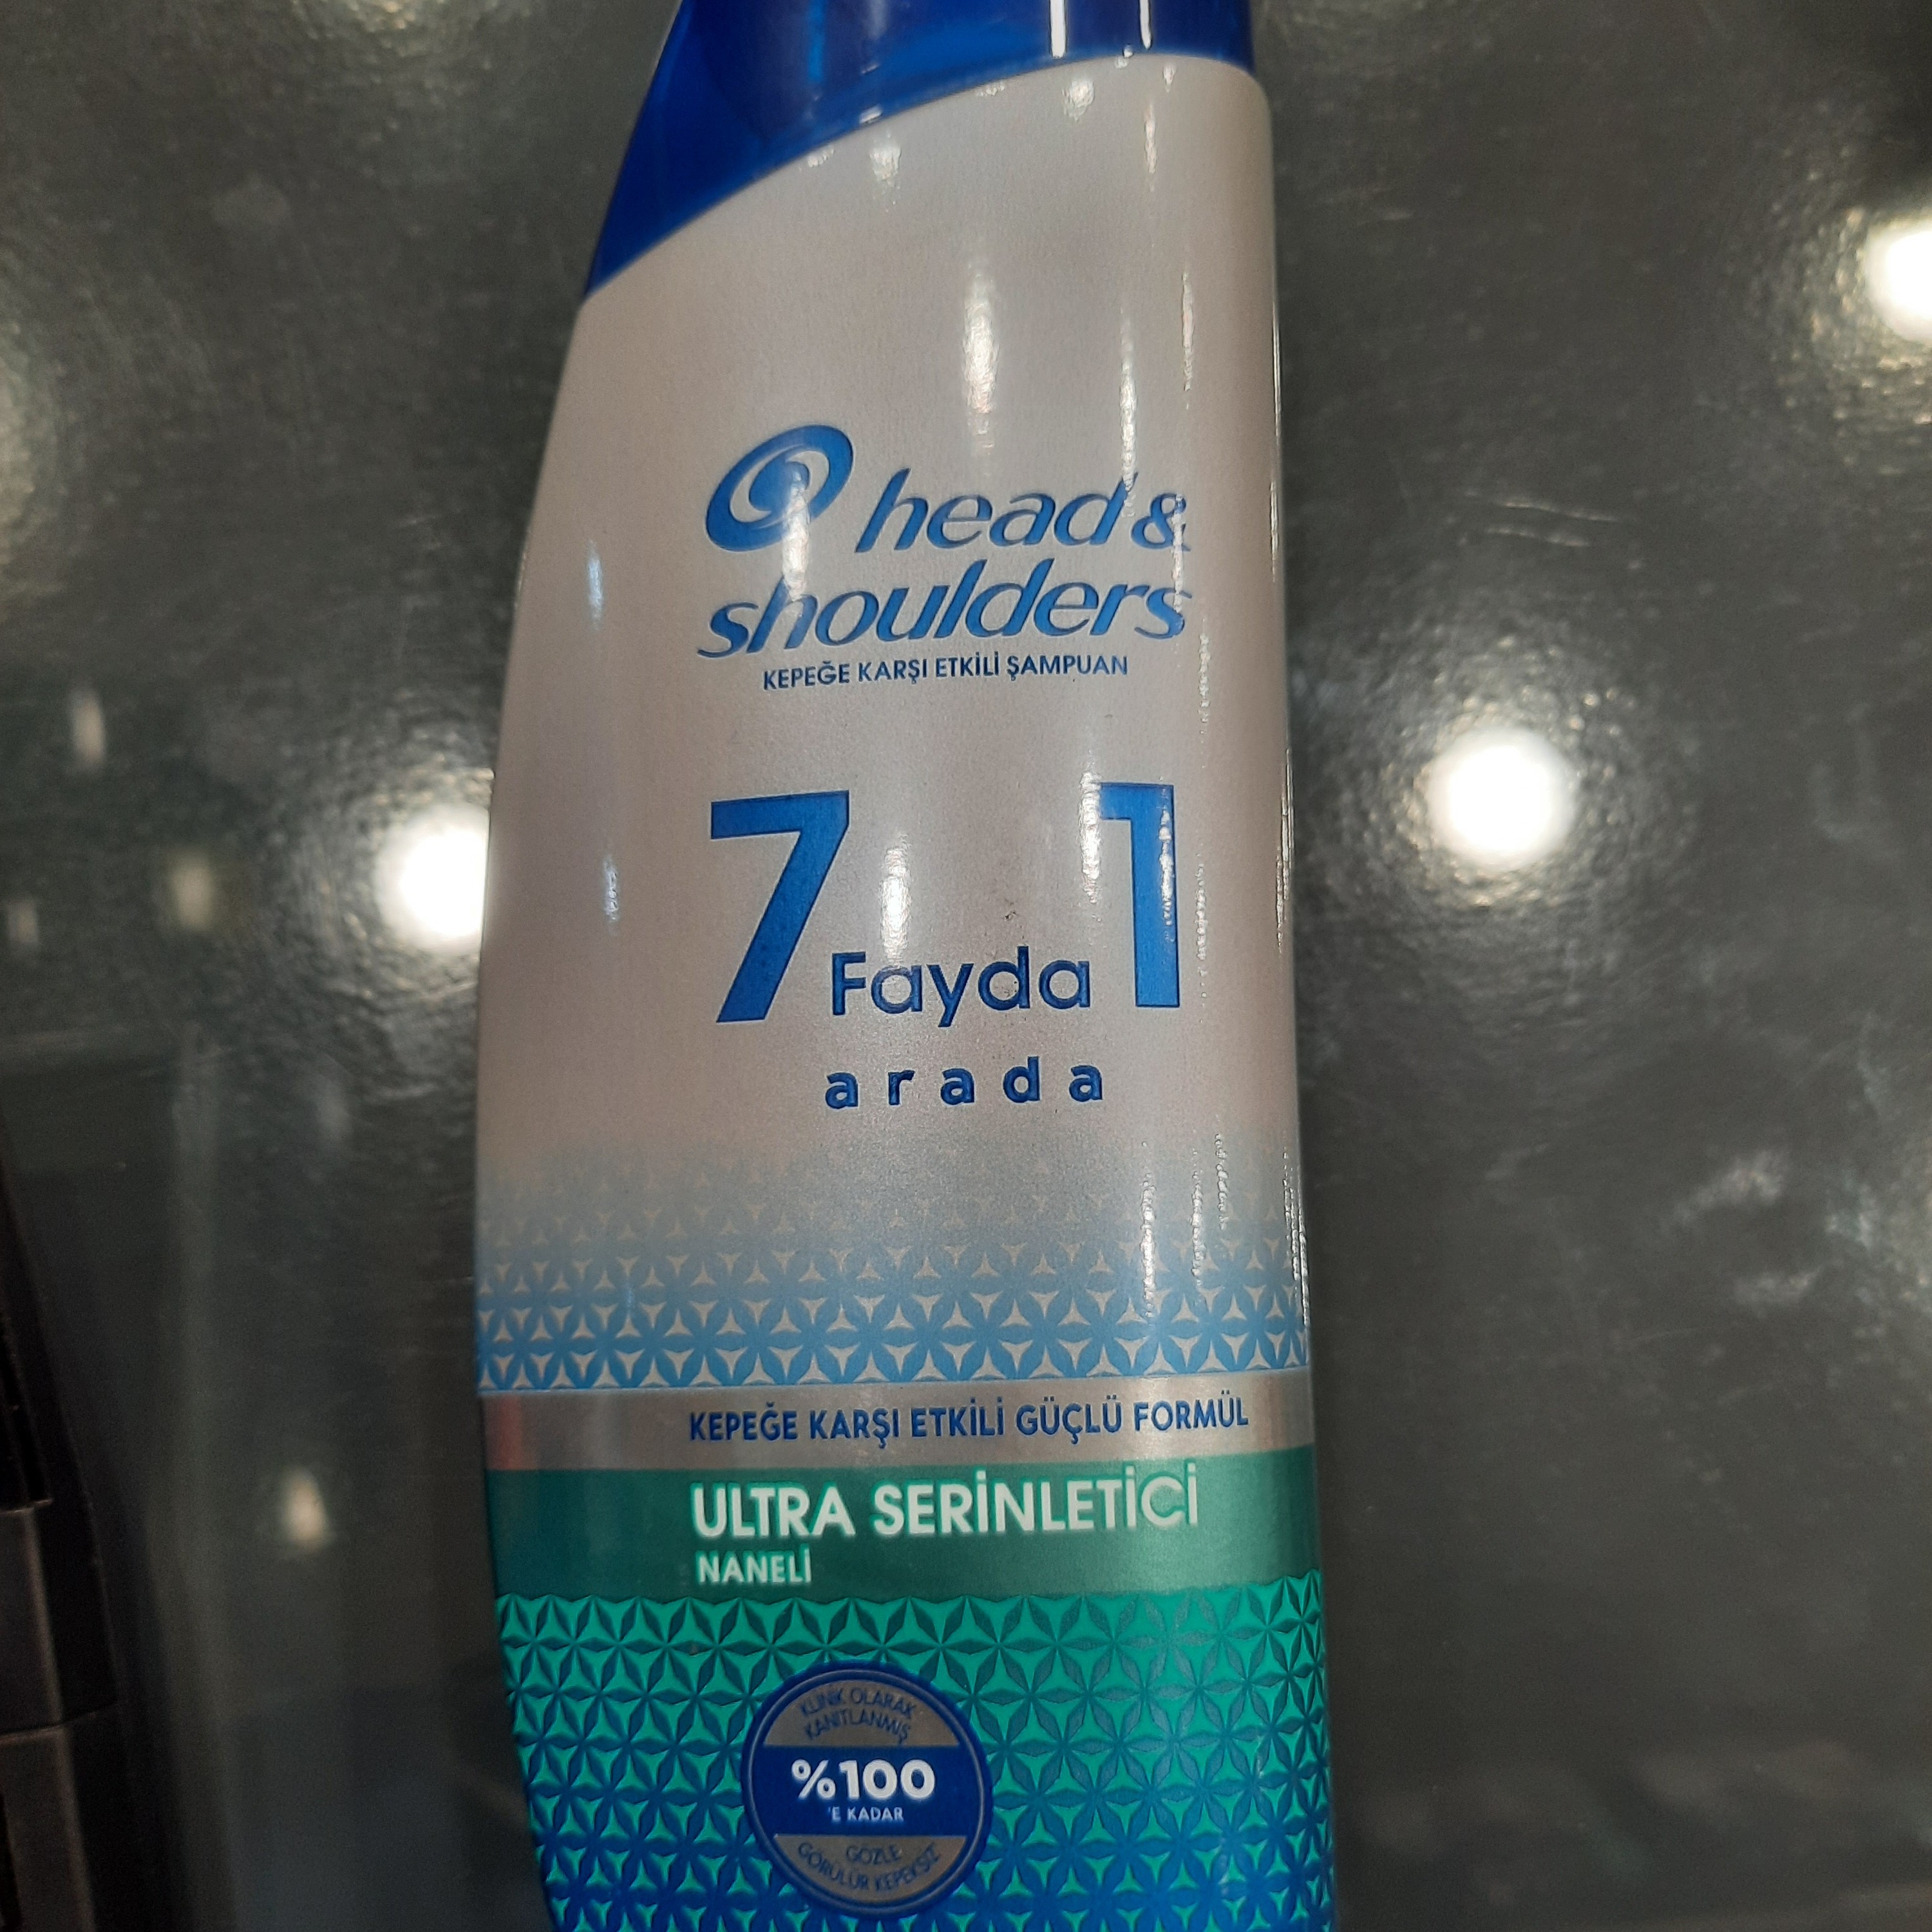 head &
shoulders
KEPEĞE KARŞI ETKİLİ ŞAMPUAN
7 Fayda 1
arada
KEPEĞE KARŞI ETKİLİ GÜÇLÜ FORMÜL
ULTRA SERİNLETİCİ
NANELİ
KLİNİK OLARAK
KANITLANMIŞ
%100
'E KADAR
GÖZLE
GÖRÜLÜR KEPEKSİZ